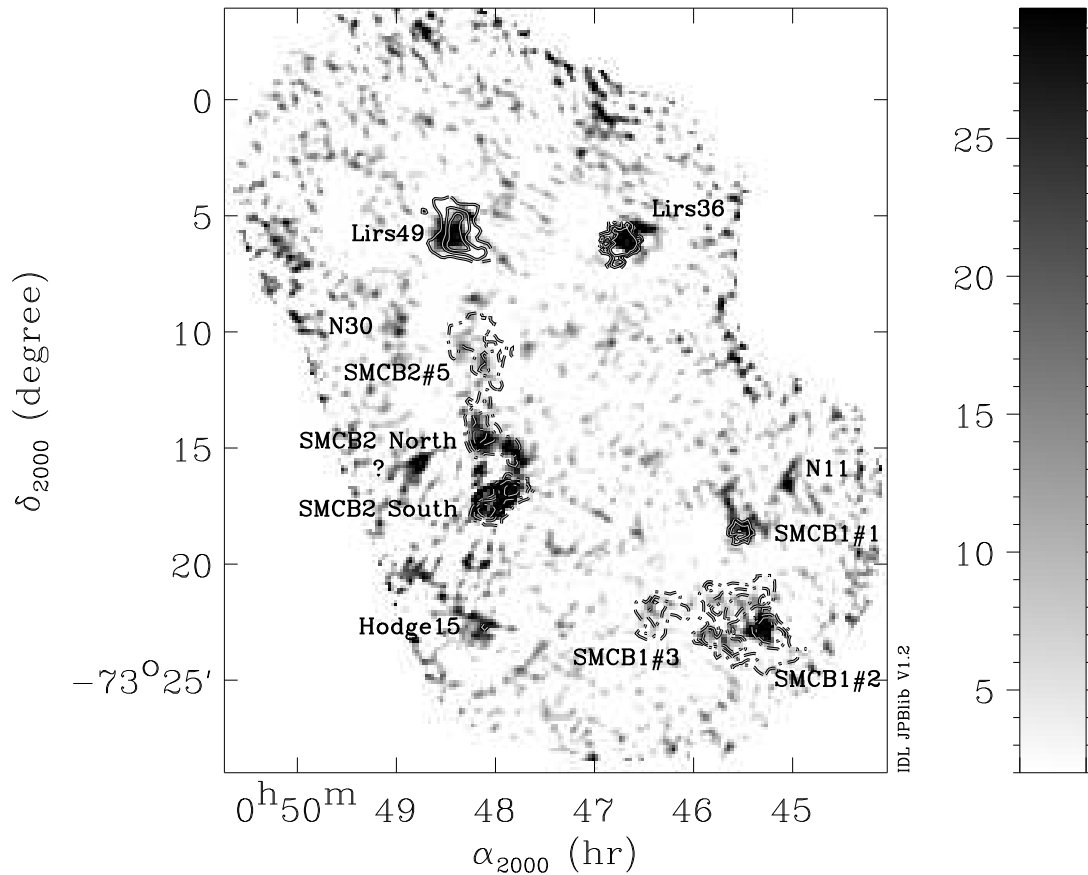 0
5
10
15
20
−73°25'
δ2000 (degree)
Lirs49
Lirs36
N30
SMCB2#5
SMCB2 North
?
SMCB2 South
N11
SMCB1#1
Hodge15
SMCB1#3
SMCB1#2
IDL JPBlib V1.2
0h50m 49 48 47 46 45
α2000 (hr)
25
20
15
10
5